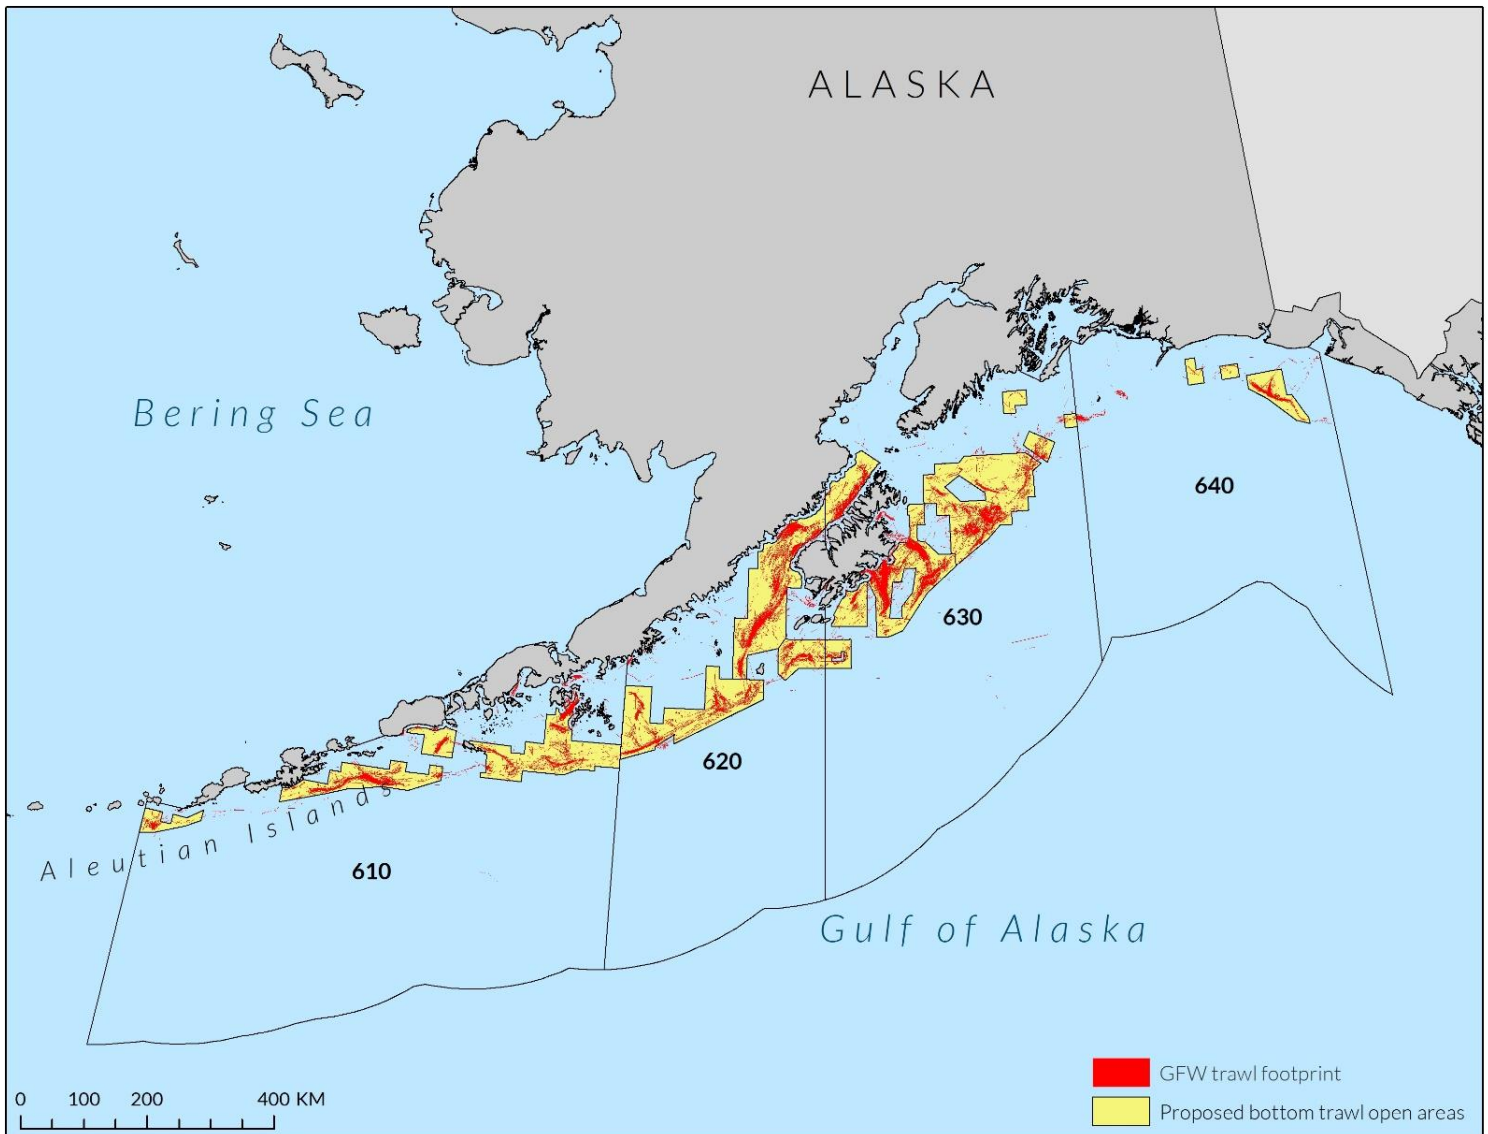 ALASKA
Bering Sea
640
630
620
Aleutian Islands
610
Gulf of Alaska
GFW trawl footprint
0 100 200 400 KM
Proposed bottom trawl open areas